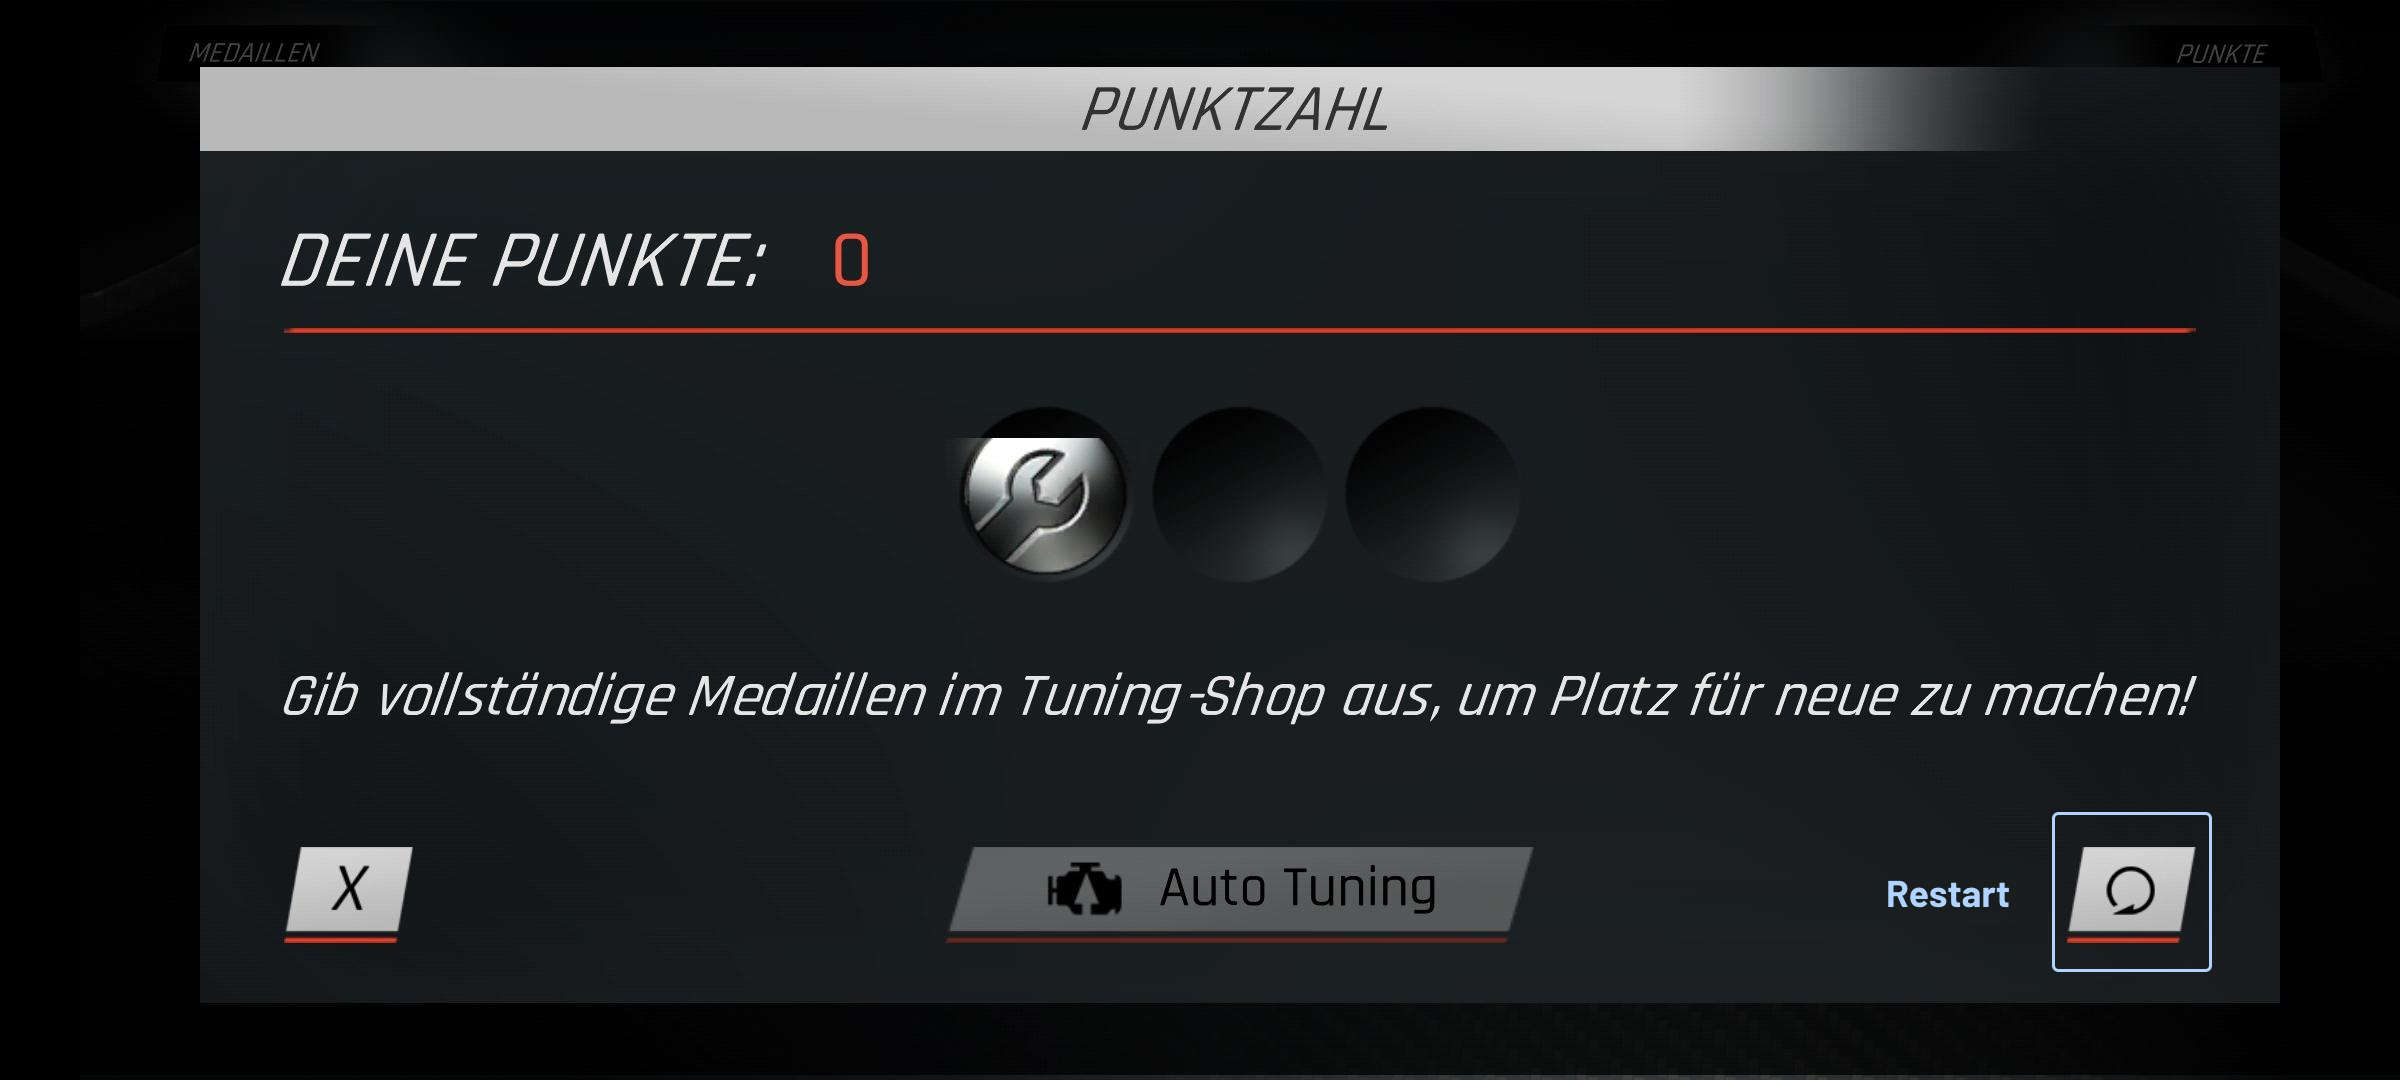 MEDAILLEN
PUNKTE
PUNKTZAHL
DEINE PUNKTE: 0
Gib vollständige Medaillen im Tuning-Shop aus, um Platz für neue zu machen!
X
Auto Tuning
Restart